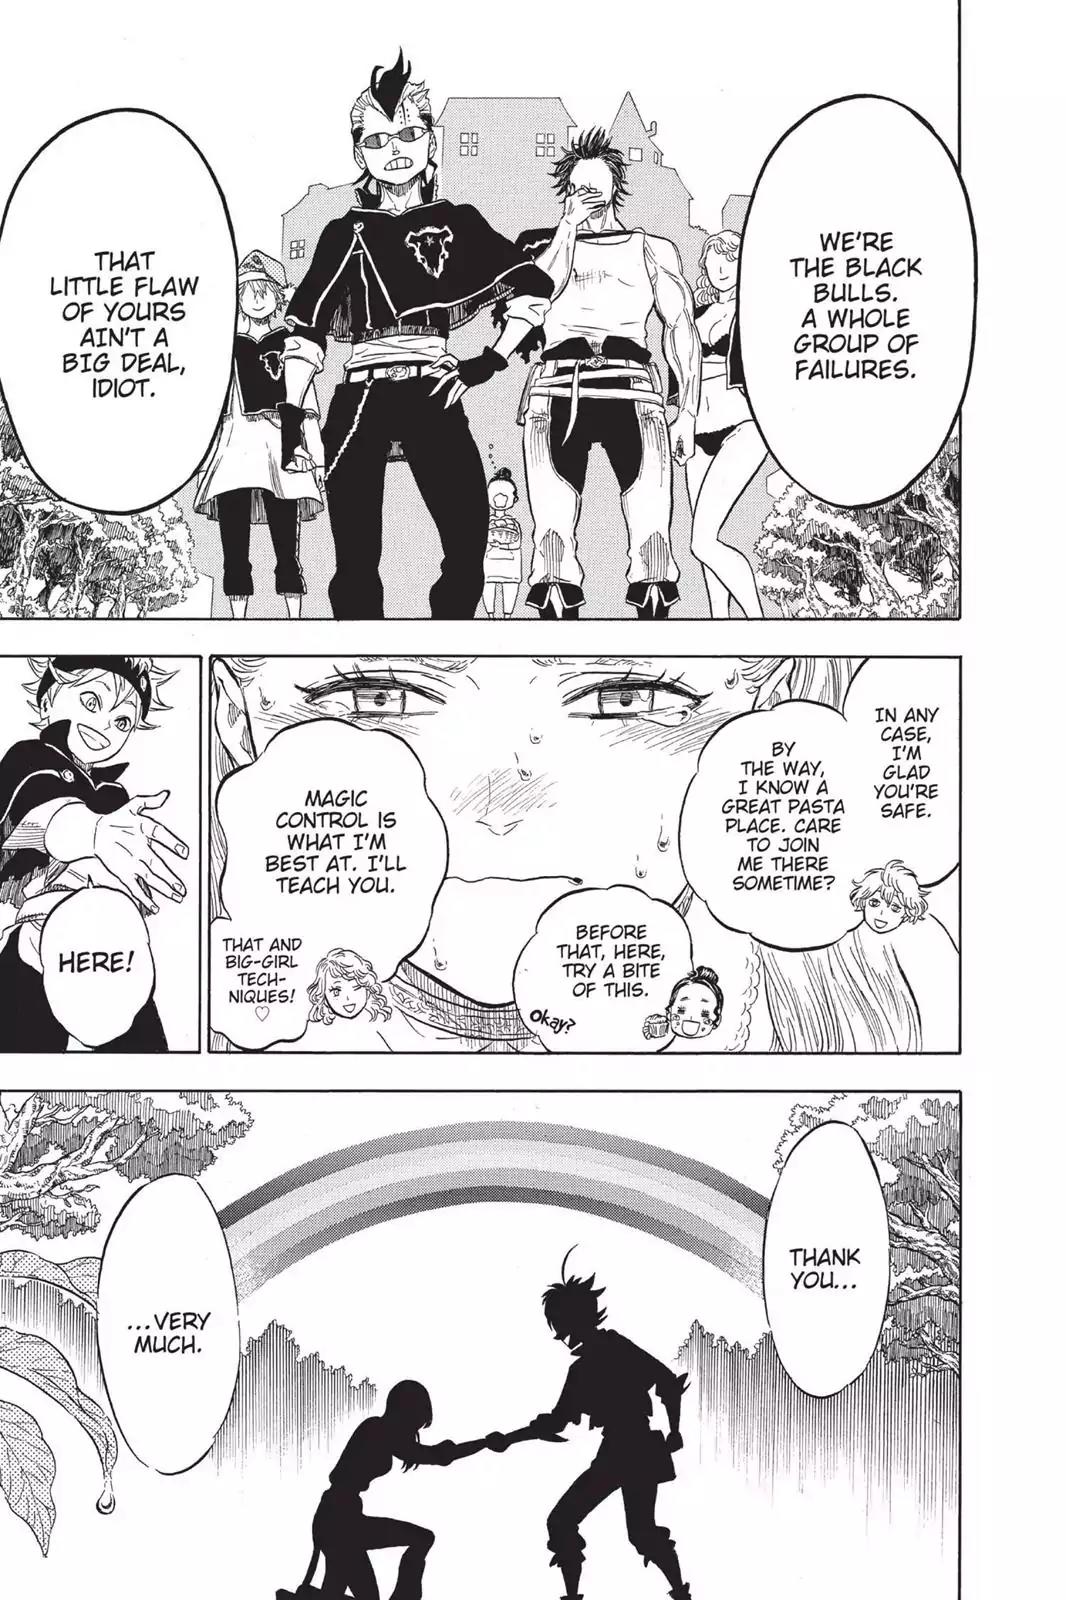 WE'RE
THE BLACK
BULLS.
A WHOLE
GROUP OF
FAILURES.
THAT
LITTLE FLAW
OF YOURS
AIN'T A
BIG DEAL,
IDIOT.
IN ANY
CASE,
I'M
GLAD
YOU'RE
SAFE.
BY
THE WAY,
I KNOW A
GREAT PASTA
PLACE. CARE
TO JOIN
ME THERE
SOMETIME?
BEFORE
THAT, HERE,
TRY A BITE
OF THIS.
Okay?
MAGIC
CONTROL IS
WHAT I'M
BEST AT. I'LL
TEACH YOU.
THAT AND
BIG-GIRL
TECH-
NIQUES!
♡
HERE!
THANK
YOU...
...VERY
MUCH.